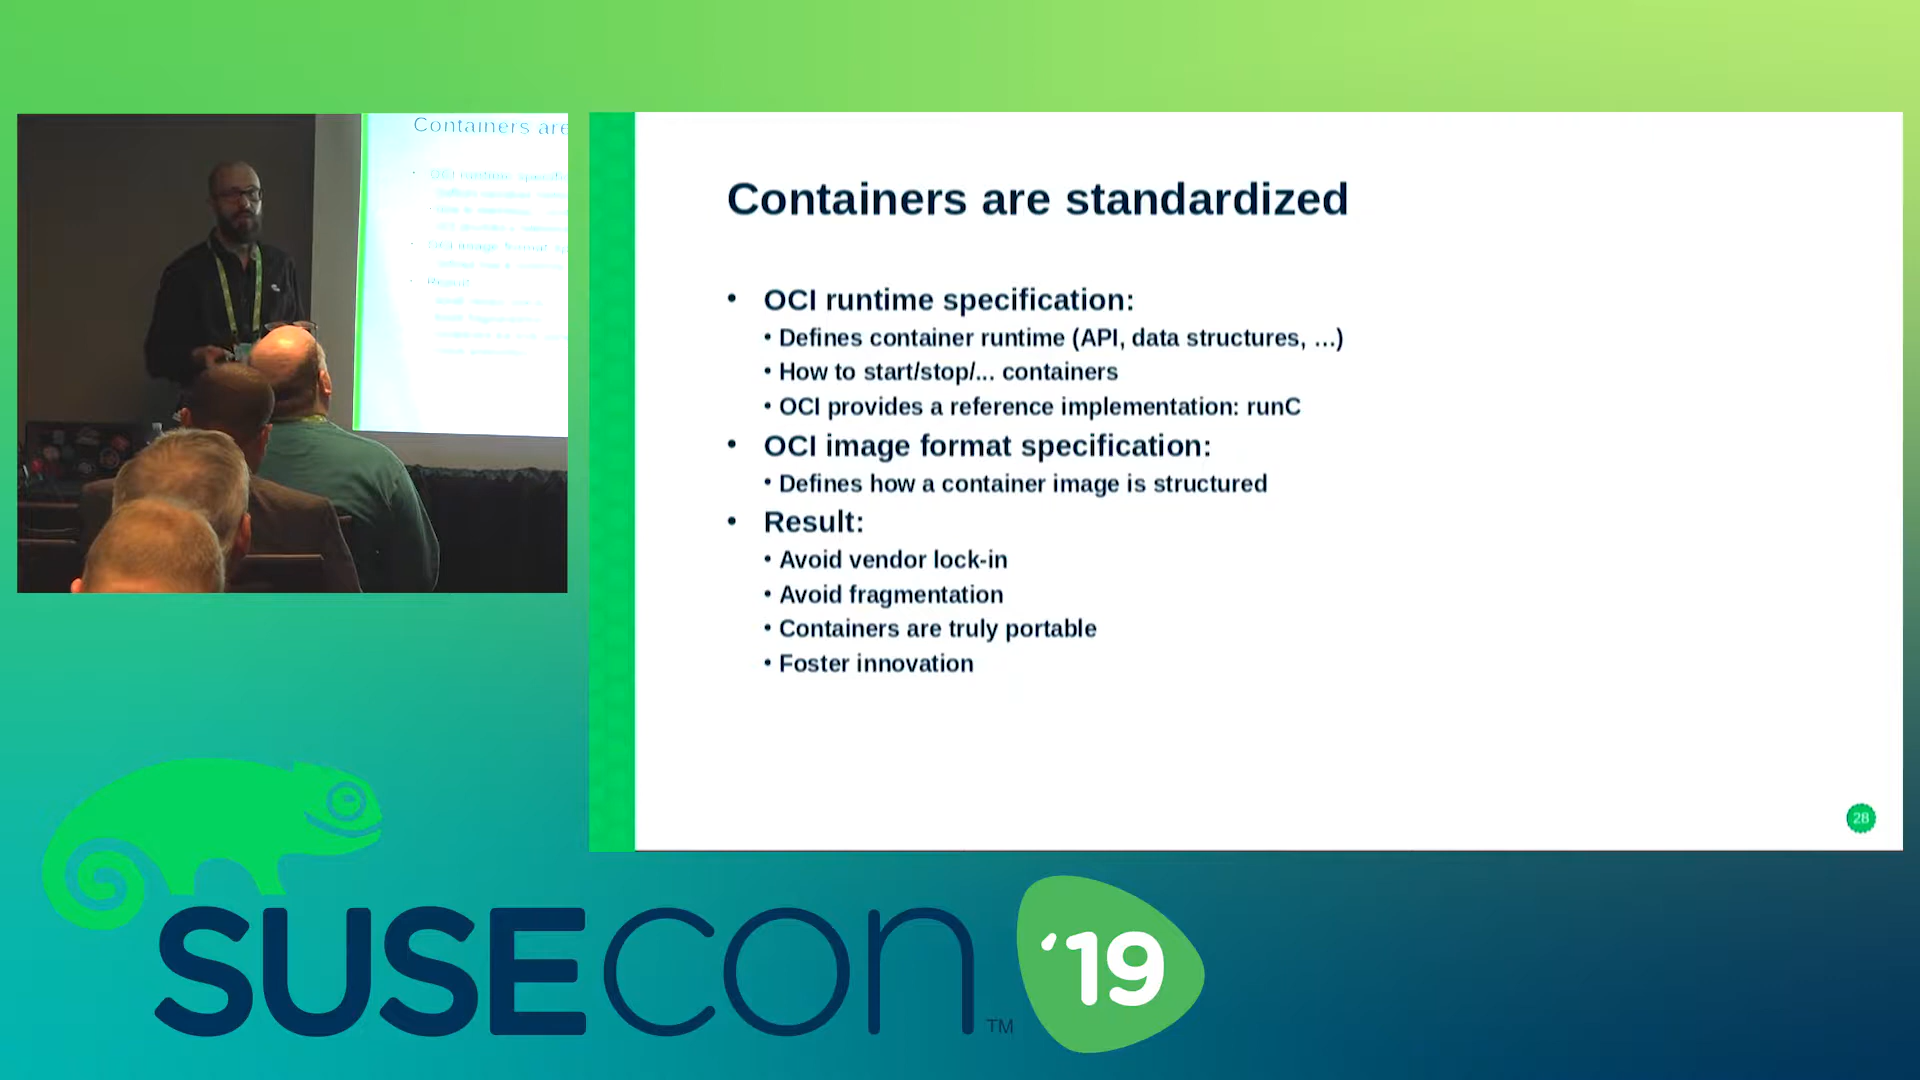 Containers are
Containers are standardized
• OCI runtime specification:
• Defines container runtime (API, data structures, ...)
• How to start/stop/... containers
• OCI provides a reference implementation: runC
• OCI image format specification:
• Defines how a container image is structured
• Result:
• Avoid vendor lock-in
• Avoid fragmentation
• Containers are truly portable
• Foster innovation
28
SUSECON TM '19